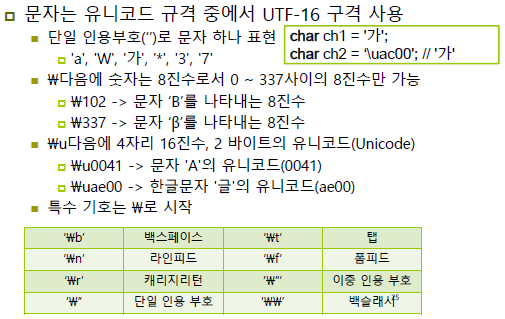 문자는 유니코드 규격 중에서 UTF-16 구격 사용
단일 인용부호('')로 문자 하나 표현
'a', 'W', '가', '*', '3', '7'
char ch1 = '가';
char ch2 = '\uac00'; // '가'
₩다음에 숫자는 8진수로서 0 ~ 337사이의 8진수만 가능
₩102 -> 문자 'B'를 나타내는 8진수
₩337 -> 문자 'β'를 나타내는 8진수
₩u다음에 4자리 16진수, 2 바이트의 유니코드(Unicode)
₩u0041 -> 문자 'A'의 유니코드(0041)
₩uae00 -> 한글문자 '글'의 유니코드(ae00)
특수 기호는 ₩로 시작
'₩b' 백스페이스 '₩t' 탭
'₩n' 라인피드 '₩f' 폼피드
'₩r' 캐리지리턴 '₩"' 이중 인용 부호
'₩'' 단일 인용 부호 '₩₩' 백슬래서